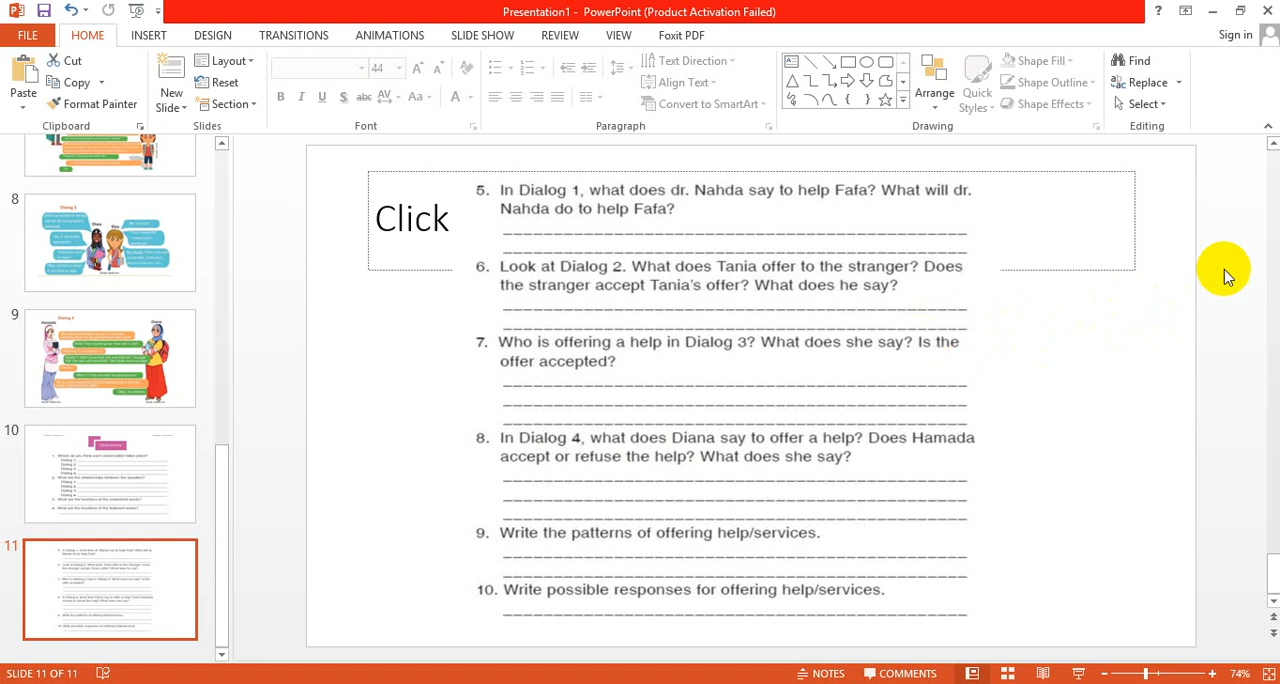 Presentation1 - PowerPoint (Product Activation Failed)
FILE HOME INSERT DESIGN TRANSITIONS ANIMATIONS SLIDE SHOW REVIEW VIEW Foxit PDF Sign in
Paste
Cut
Copy
Format Painter
Clipboard
New
Slide
Layout
Reset
Section
Slides
44
Font
Text Direction
Align Text
Convert to SmartArt
Paragraph
Arrange
Quick
Styles
Shape Fill
Shape Outline
Shape Effects
Drawing
Find
Replace
Select
Editing
8
9
10
11
Click
5. In Dialog 1, what does dr. Nahda say to help Fafa? What will dr.
Nahda do to help Fafa?
6. Look at Dialog 2. What does Tania offer to the stranger? Does
the stranger accept Tania's offer? What does he say?
7. Who is offering a help in Dialog 3? What does she say? Is the
offer accepted?
8. In Dialog 4, what does Diana say to offer a help? Does Hamada
accept or refuse the help? What does she say?
9. Write the patterns of offering help/services.
10. Write possible responses for offering help/services.
SLIDE 11 OF 11
NOTES COMMENTS 74%